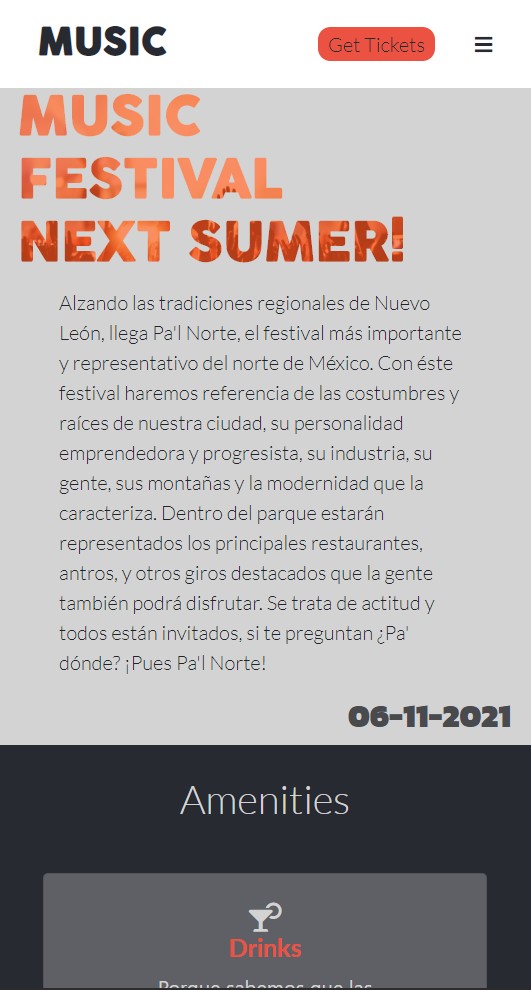 MUSIC
Get Tickets
MUSIC
FESTIVAL
NEXT SUMER!
Alzando las tradiciones regionales de Nuevo
León, llega Pa'l Norte, el festival más importante
y representativo del norte de México. Con éste
festival haremos referencia de las costumbres y
raíces de nuestra ciudad, su personalidad
emprendedora y progresista, su industria, su
gente, sus montañas y la modernidad que la
caracteriza. Dentro del parque estarán
representados los principales restaurantes,
antros, y otros giros destacados que la gente
también podrá disfrutar. Se trata de actitud y
todos están invitados, si te preguntan ¿Pa'
dónde? ¡Pues Pa'l Norte!
06-11-2021
Amenities
Drinks
Porque sabemos que las